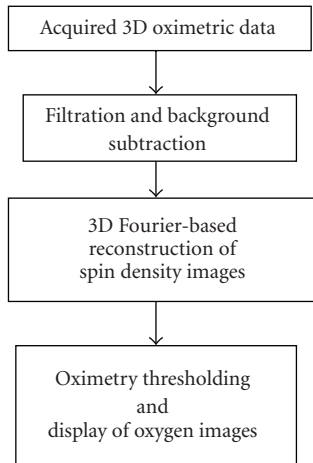 Acquired 3D oximetric data
Filtration and background
subtraction
3D Fourier-based
reconstruction of
spin density images
Oximetry thresholding
and
display of oxygen images